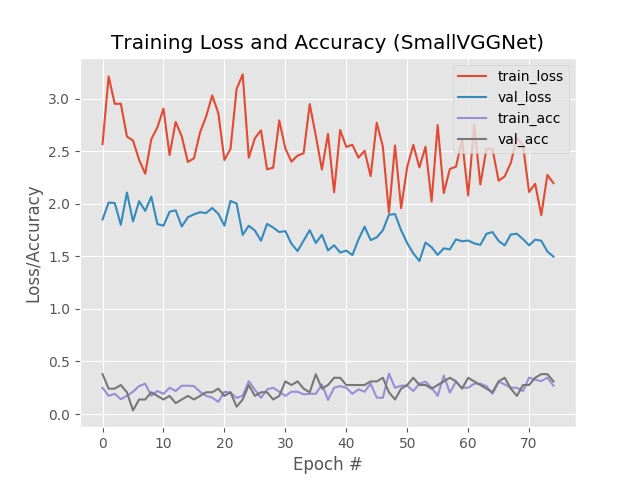 Training Loss and Accuracy (SmallVGGNet)
train_loss
val_loss
train_acc
val_acc
Loss/Accuracy
3.0
2.5
2.0
1.5
1.0
0.5
0.0
0 10 20 30 40 50 60 70
Epoch #